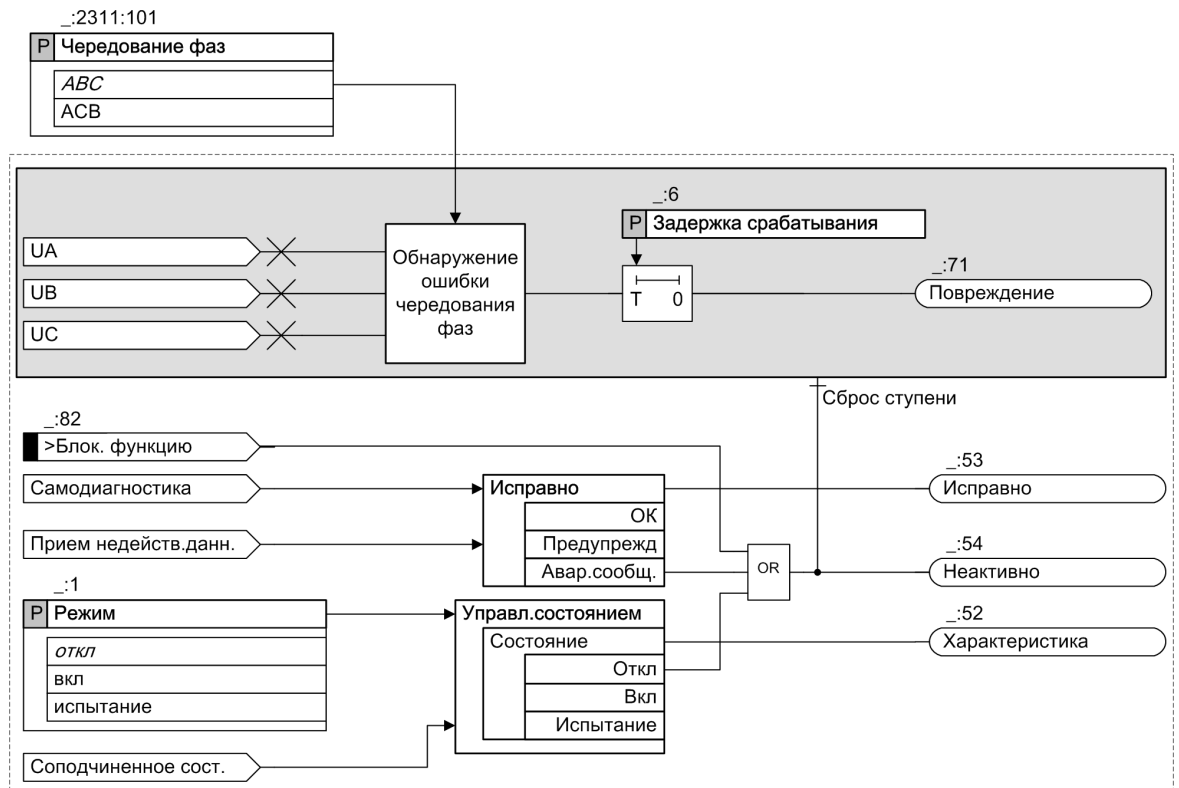 _:2311:101
P Чередование фаз
ABC
ACB
_:6
P Задержка срабатывания
UA
UB
UC
Обнаружение
ошибки
чередования
фаз
T 0
_:71
Повреждение
Сброс ступени
_:82
>Блок. функцию
Самодиагностика
Прием недейств.данн.
Исправно
ОК
Предупрежд
Авар.сообщ.
OR
_:53
Исправно
_:54
Неактивно
_:1
P Режим
откл
вкл
испытание
Соподчиненное сост.
Управл.состоянием
Состояние
Откл
Вкл
Испытание
_:52
Характеристика